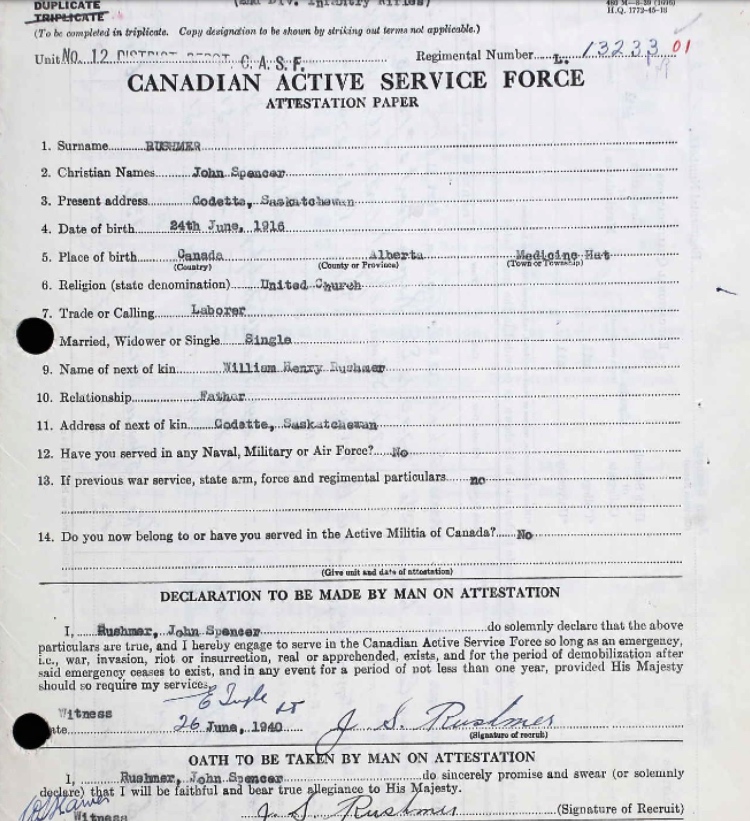 DUPLICATE
TRIPLICATE
(2nd Div. Infantry Rifles)
H.Q. 1772-45-18
(To be completed in triplicate. Copy designation to be shown by striking out terms not applicable.)
Unit No. 12 DISTRICT DEPOT, C. A. S. F. Regimental Number L. 13233 01
CANADIAN ACTIVE SERVICE FORCE
ATTESTATION PAPER
1. Surname RUSHMER
2. Christian Names John Spencer
3. Present address Codette, Saskatchewan
4. Date of birth 24th June, 1916
5. Place of birth Canada Alberta Medicine Hat
(Country) (County or Province) (Town or Township)
6. Religion (state denomination) United Church
7. Trade or Calling Laborer
Married, Widower or Single Single
9. Name of next of kin William Henry Rushmer
10. Relationship Father
11. Address of next of kin Codette, Saskatchewan
12. Have you served in any Naval, Military or Air Force? No
13. If previous war service, state arm, force and regimental particulars no
14. Do you now belong to or have you served in the Active Militia of Canada? No
(Give unit and date of attestation)
DECLARATION TO BE MADE BY MAN ON ATTESTATION
I, Rushmer, John Spencer do solemnly declare that the above
particulars are true, and I hereby engage to serve in the Canadian Active Service Force so long as an emergency,
i.e., war, invasion, riot or insurrection, real or apprehended, exists, and for the period of demobilization after
said emergency ceases to exist, and in any event for a period of not less than one year, provided His Majesty
should so require my services.
Witness
ate 26 June, 1940 J. S. Rushmer
(Signature of recruit)
OATH TO BE TAKEN BY MAN ON ATTESTATION
I, Rushmer, John Spencer do sincerely promise and swear (or solemnly
declare) that I will be faithful and bear true allegiance to His Majesty.
Witness J. S. Rushmer (Signature of Recruit)